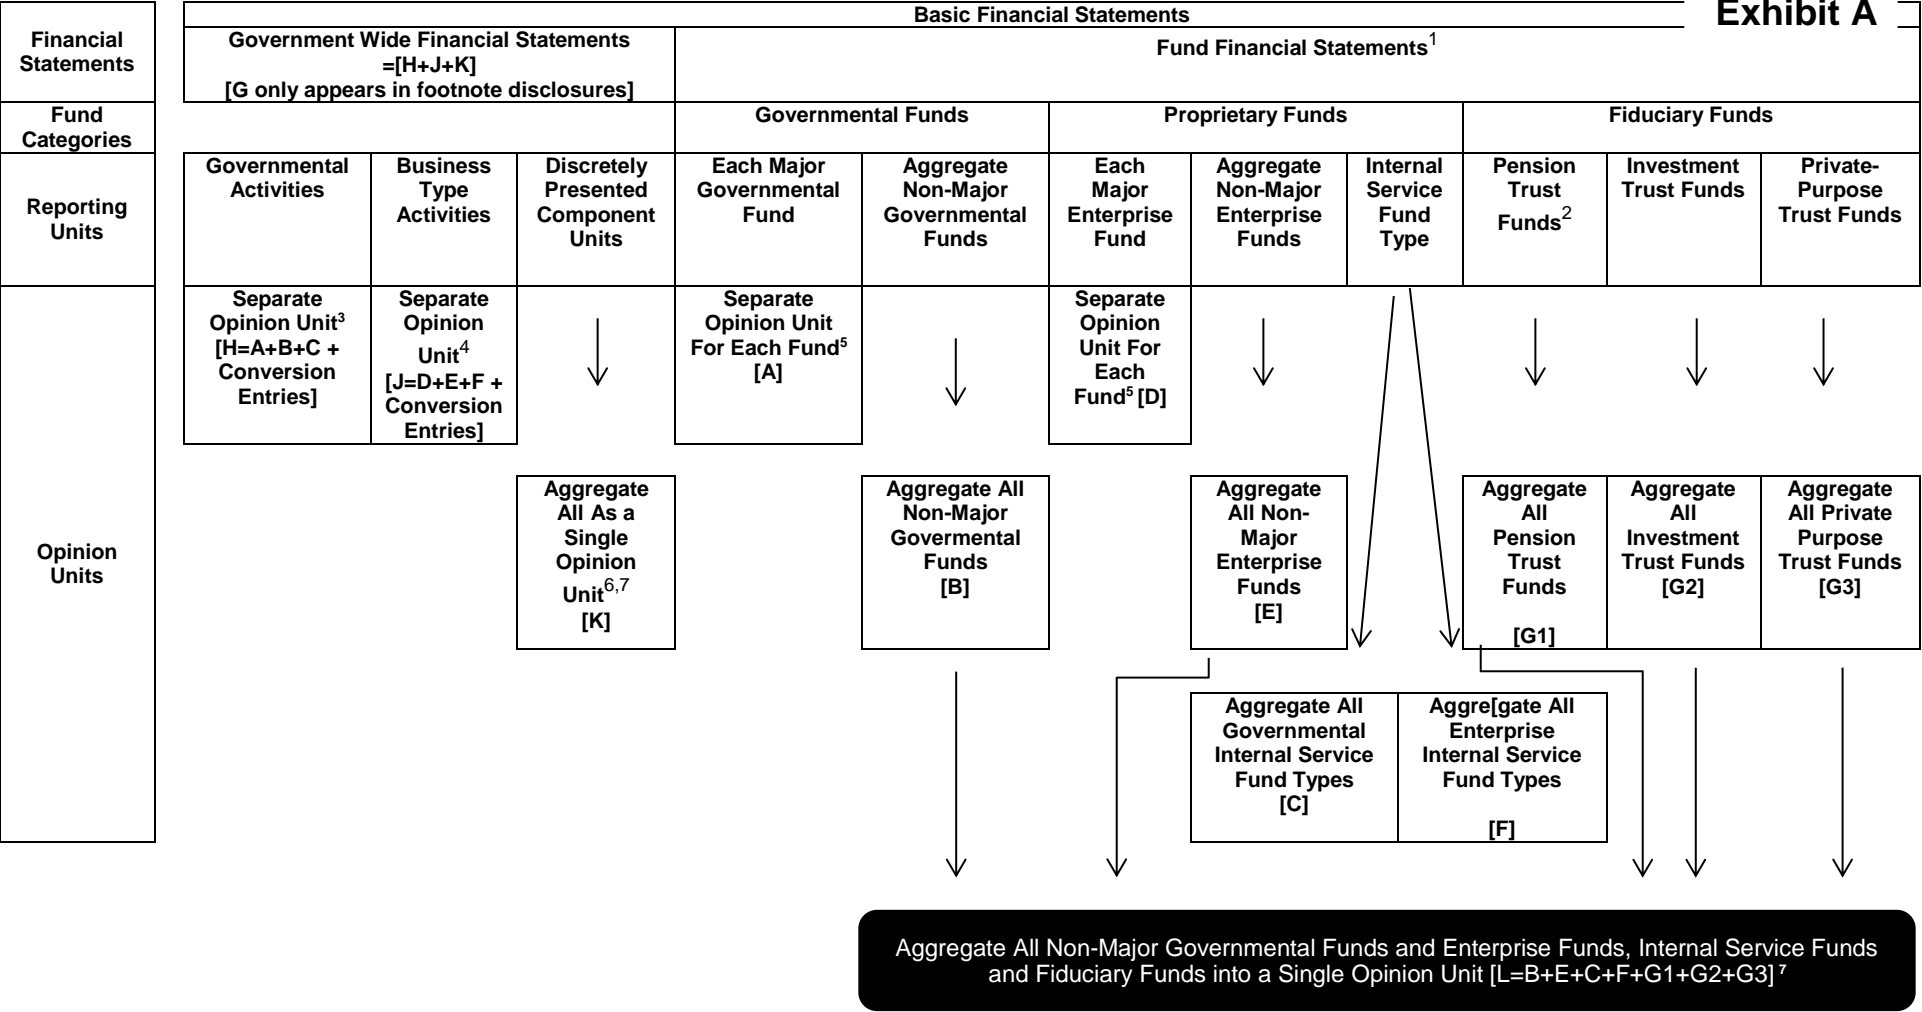 Exhibit A
Financial
Statements
Basic Financial Statements
Government Wide Financial Statements
=[H+J+K]
[G only appears in footnote disclosures]
Fund Financial Statements1
Fund
Categories
Governmental Funds
Proprietary Funds
Fiduciary Funds
Reporting
Units
Governmental
Activities
Business
Type
Activities
Discretely
Presented
Component
Units
Each Major
Governmental
Fund
Aggregate
Non-Major
Governmental
Funds
Each
Major
Enterprise
Fund
Aggregate
Non-Major
Enterprise
Funds
Internal
Service
Fund
Type
Pension
Trust
Funds2
Investment
Trust Funds
Private-
Purpose
Trust Funds
Opinion
Units
Separate
Opinion Unit3
[H=A+B+C +
Conversion
Entries]
Separate
Opinion
Unit4
[J=D+E+F +
Conversion
Entries]
Separate
Opinion Unit
For Each Fund5
[A]
Separate
Opinion
Unit For
Each
Fund5 [D]
Aggregate
All As a
Single
Opinion
Unit6,7
[K]
Aggregate All
Non-Major
Govermental
Funds
[B]
Aggregate
All Non-
Major
Enterprise
Funds
[E]
Aggregate
All
Pension
Trust
Funds
[G1]
Aggregate
All
Investment
Trust Funds
[G2]
Aggregate
All Private
Purpose
Trust Funds
[G3]
Aggregate All
Governmental
Internal Service
Fund Types
[C]
Aggre[gate All
Enterprise
Internal Service
Fund Types
[F]
Aggregate All Non-Major Governmental Funds and Enterprise Funds, Internal Service Funds
and Fiduciary Funds into a Single Opinion Unit [L=B+E+C+F+G1+G2+G3] 7